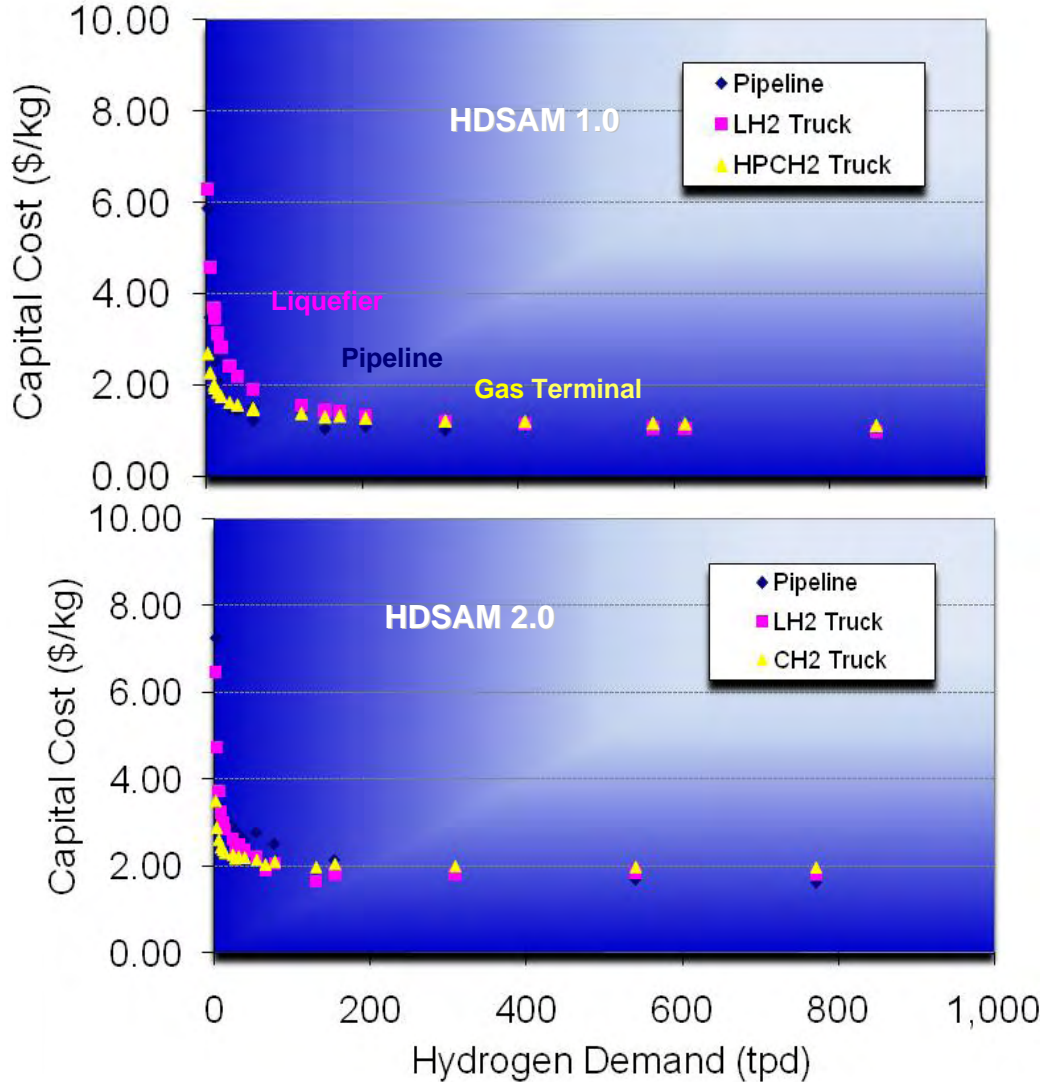 10.00
8.00
6.00
4.00
2.00
0.00
Capital Cost ($/kg)
HDSAM 1.0
Pipeline
LH2 Truck
HPCH2 Truck
Liquefier
Pipeline
Gas Terminal
10.00
8.00
6.00
4.00
2.00
0.00
Capital Cost ($/kg)
HDSAM 2.0
Pipeline
LH2 Truck
CH2 Truck
0 200 400 600 800 1,000
Hydrogen Demand (tpd)